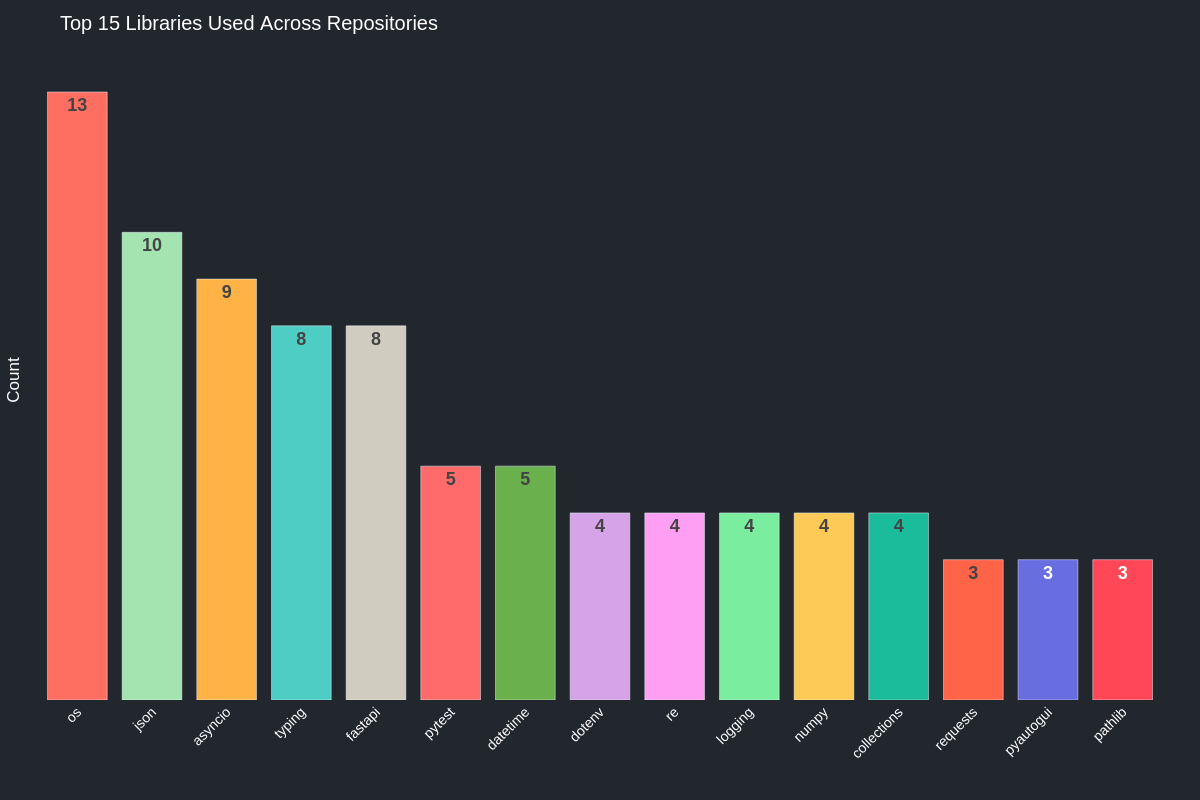 Top 15 Libraries Used Across Repositories
Count
13
10
9
8
8
5
5
4
4
4
4
4
3
3
3
os
json
asyncio
typing
fastapi
pytest
datetime
dotenv
re
logging
numpy
collections
requests
pyautogui
pathlib